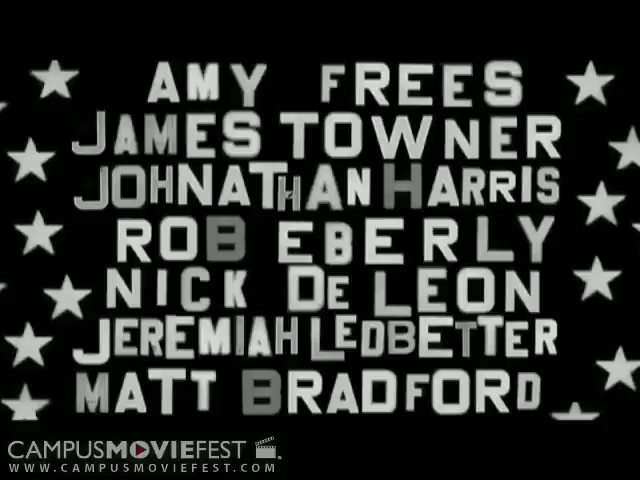 AMY FREES
JAMES TOWNER
JOHNATHAN HARRIS
ROB EBERLY
NICK DE LEON
JEREMIAH LEDBETTER
MATT BRADFORD
CAMPUSMOVIEFEST
WWW.CAMPUSMOVIEFEST.COM